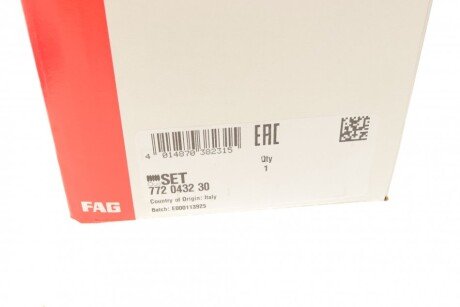 4 014870 302315
EAC
Qty
1
SET
772 0432 30
Country of Origin: Italy
Batch: E000113925
FAG